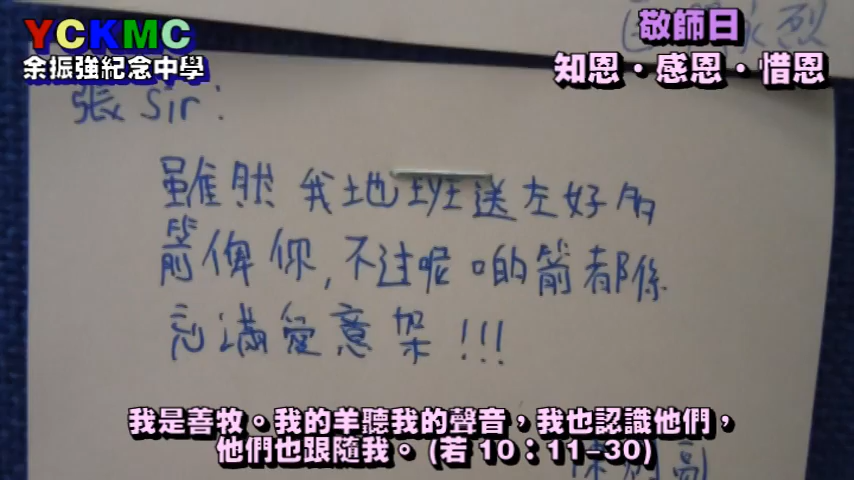 YCKMC
余振強紀念中學
敬師日
知恩・感恩・惜恩
張 Sir:
雖然 我地班送左好多
箭俾你, 不过呢啲箭都係
充滿愛意架!!!
我是善牧。我的羊聽我的聲音，我也認識他們，
他們也跟隨我。 (若 10：11-30)